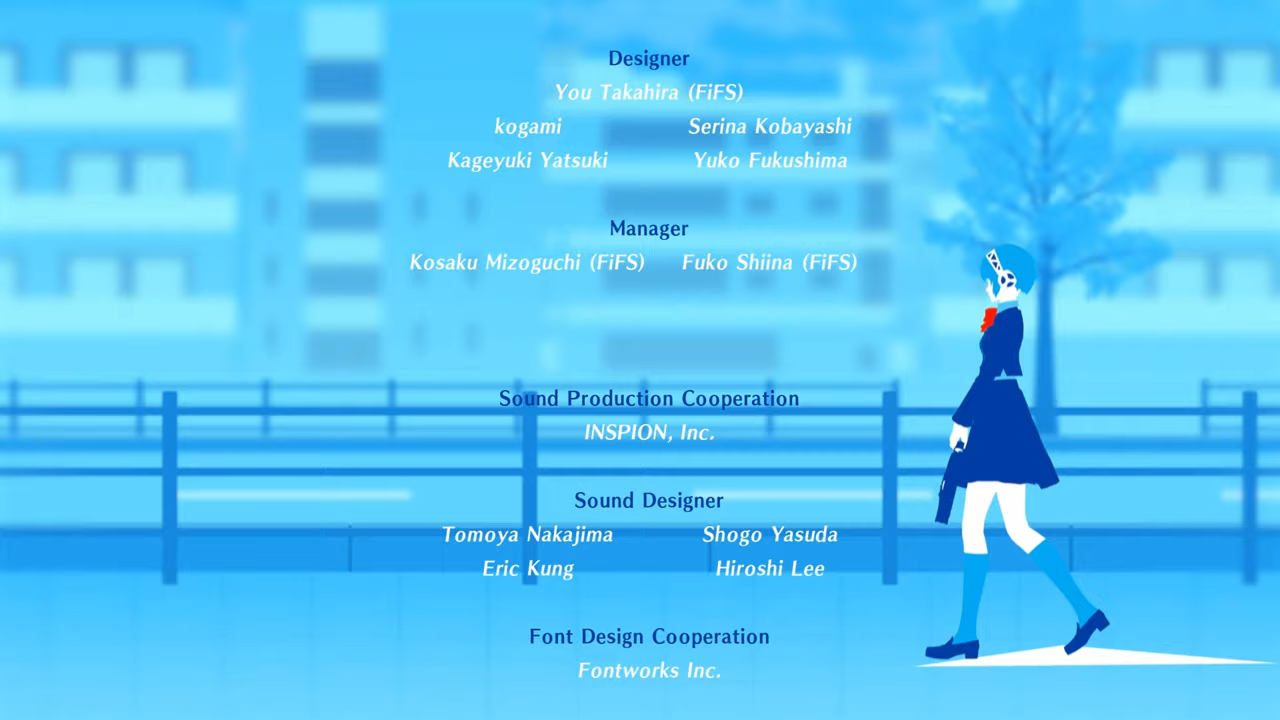 Designer
You Takahira (FiFS)
kogami Serina Kobayashi
Kageyuki Yatsuki Yuko Fukushima
Manager
Kosaku Mizoguchi (FiFS) Fuko Shiina (FiFS)
Sound Production Cooperation
INSPION, Inc.
Sound Designer
Tomoya Nakajima Shogo Yasuda
Eric Kung Hiroshi Lee
Font Design Cooperation
Fontworks Inc.